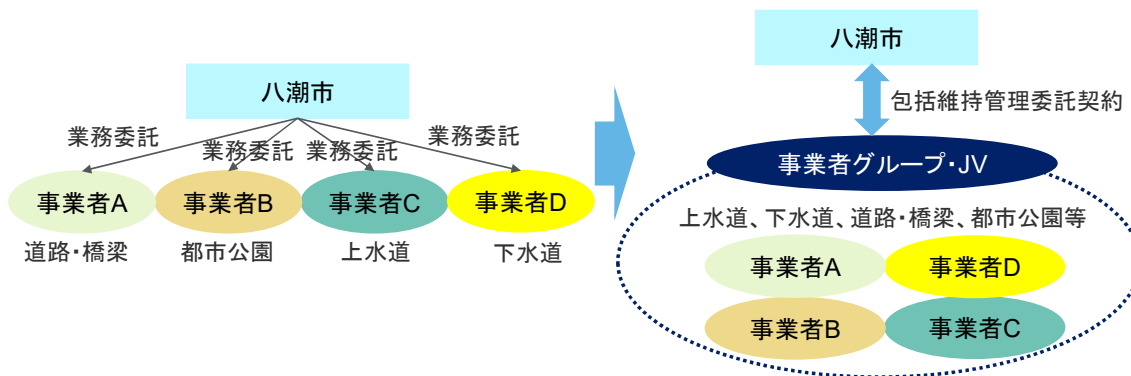 八潮市
業務委託
業務委託
業務委託
業務委託
事業者A
事業者B
事業者C
事業者D
道路・橋梁
都市公園
上水道
下水道
八潮市
包括維持管理委託契約
事業者グループ・JV
上水道、下水道、道路・橋梁、都市公園等
事業者A
事業者D
事業者B
事業者C